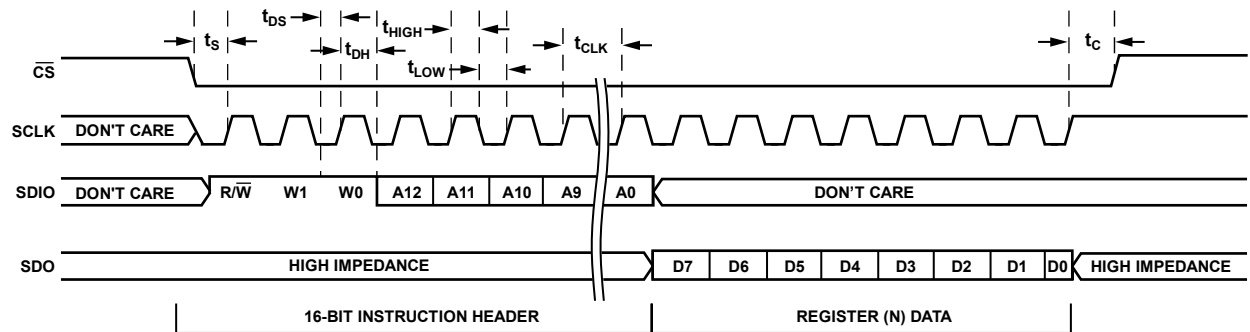 tDS
tHIGH
tS
tDH
tCLK
tC
tLOW
CS
SCLK DON'T CARE
SDIO DON'T CARE R/W W1 W0 A12 A11 A10 A9 A0 DON'T CARE
SDO HIGH IMPEDANCE D7 D6 D5 D4 D3 D2 D1 D0 HIGH IMPEDANCE
16-BIT INSTRUCTION HEADER REGISTER (N) DATA